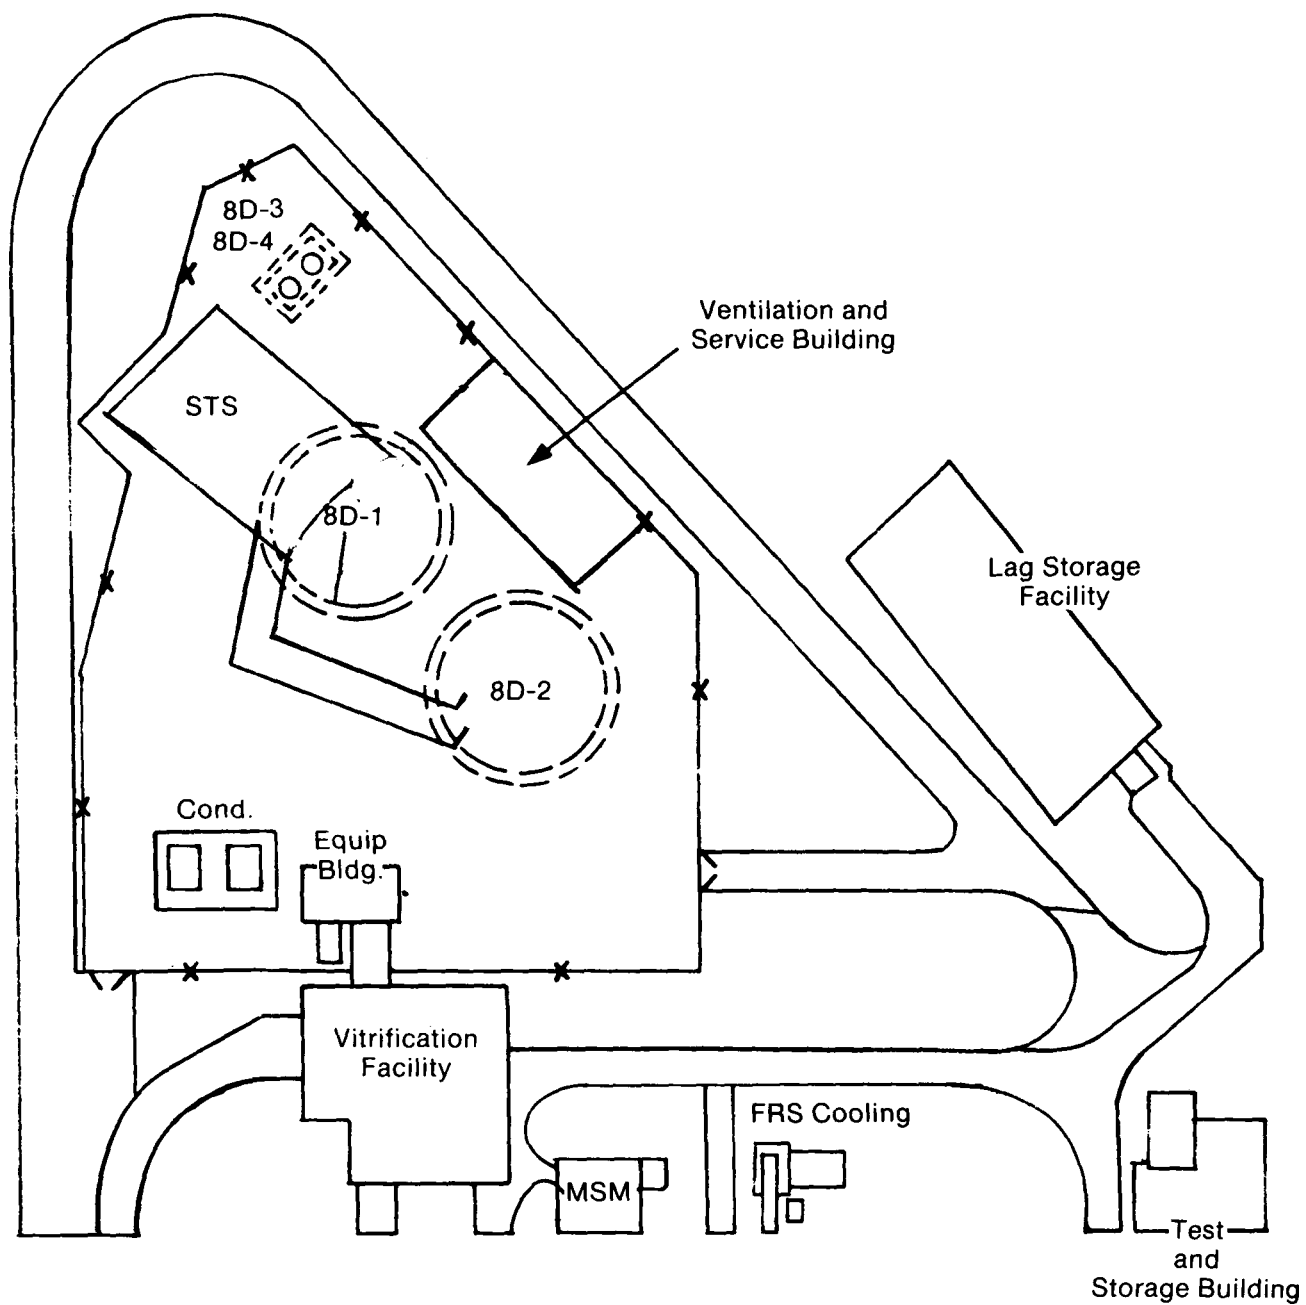 8D-3
8D-4
Ventilation and
Service Building
STS
8D-1
Lag Storage
Facility
8D-2
Cond.
Equip
Bldg.
Vitrification
Facility
FRS Cooling
MSM
Test
and
Storage Building